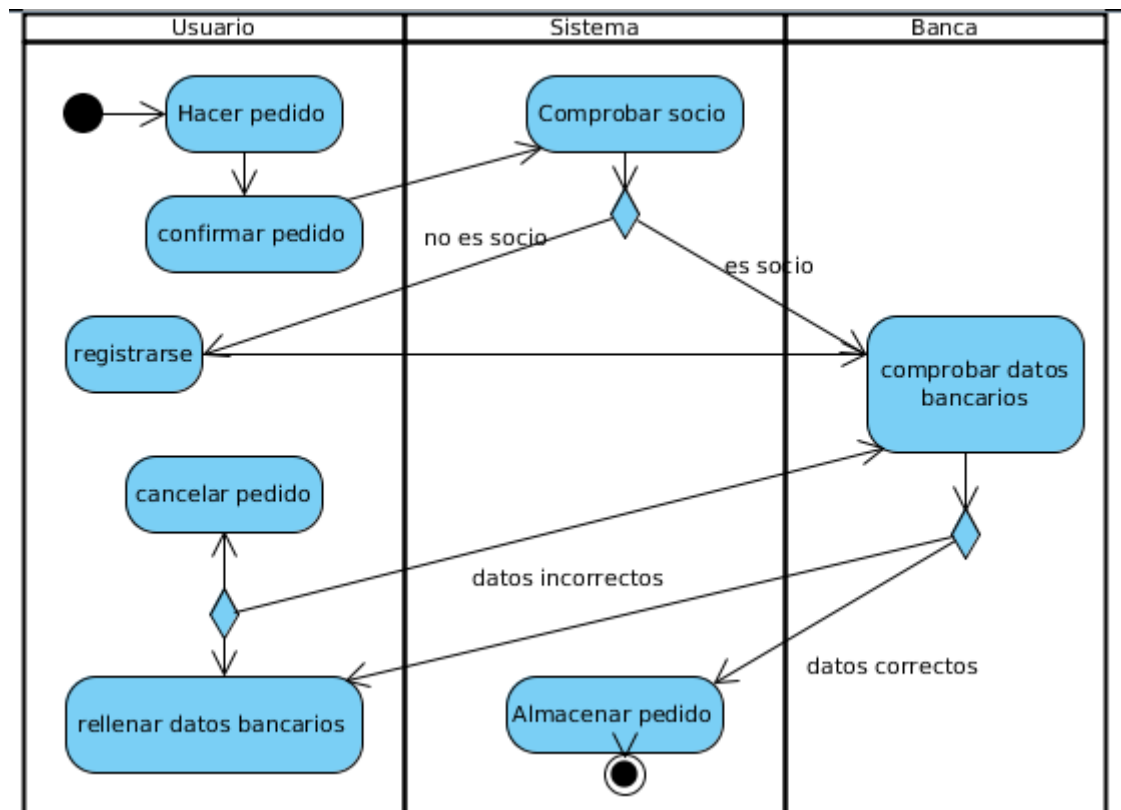 Usuario
Sistema
Banca
Hacer pedido
Comprobar socio
confirmar pedido
no es socio
es socio
registrarse
comprobar datos
bancarios
cancelar pedido
datos incorrectos
datos correctos
rellenar datos bancarios
Almacenar pedido